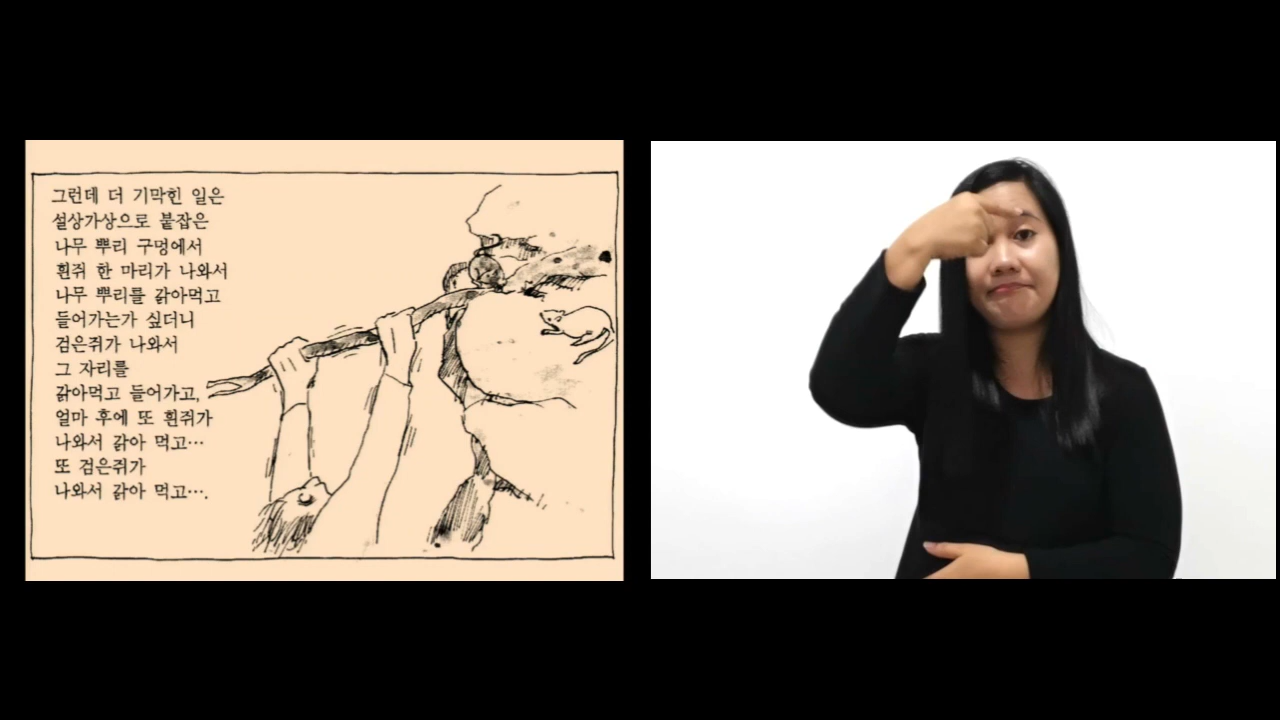 그런데 더 기막힌 일은
설상가상으로 붙잡은
나무 뿌리 구멍에서
흰쥐 한 마리가 나와서
나무 뿌리를 갉아먹고
들어가는가 싶더니
검은쥐가 나와서
그 자리를
갉아먹고 들어가고,
얼마 후에 또 흰쥐가
나와서 갉아 먹고…
또 검은쥐가
나와서 갉아 먹고….